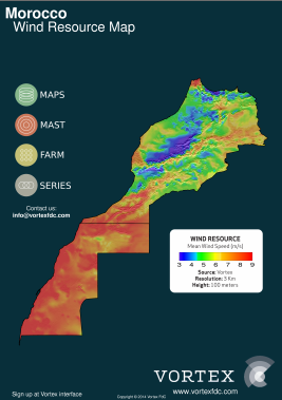 Morocco
Wind Resource Map
MAPS
MAST
FARM
SERIES
Contact us:
info@vortexfdc.com
WIND RESOURCE
Mean Wind Speed [m/s]
3 4 5 6 7 8 9
Source: Vortex
Resolution: 3 Km
Height: 100 meters
VORTEX
www.vortexfdc.com
Sign up at Vortex interface
Copyright © 2014 Vortex FdC